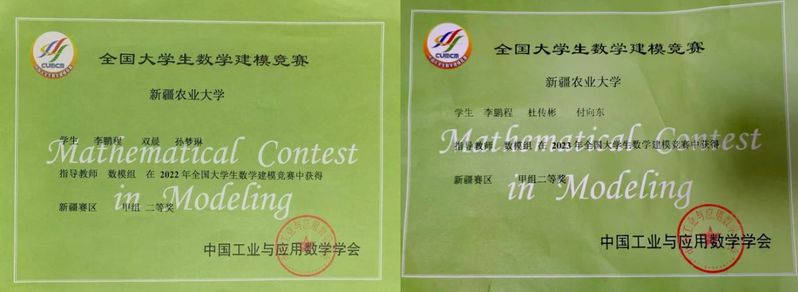 CUMCM
全国大学生数学建模竞赛
新疆农业大学
学生 李鹏程 双晨 孙梦琳
Mathematical Contest
指导教师 数模组 在 2022 年全国大学生数学建模竞赛中获得
in Modeling
新疆赛区 甲组 二等奖
中国工业与应用数学学会
CUMCM
全国大学生数学建模竞赛
新疆农业大学
学生 李鹏程 杜传彬 付向东
Mathematical Contest
指导教师 数模组 在 2023 年全国大学生数学建模竞赛中获得
in Modeling
新疆赛区 甲组二等奖
中国工业与应用数学学会